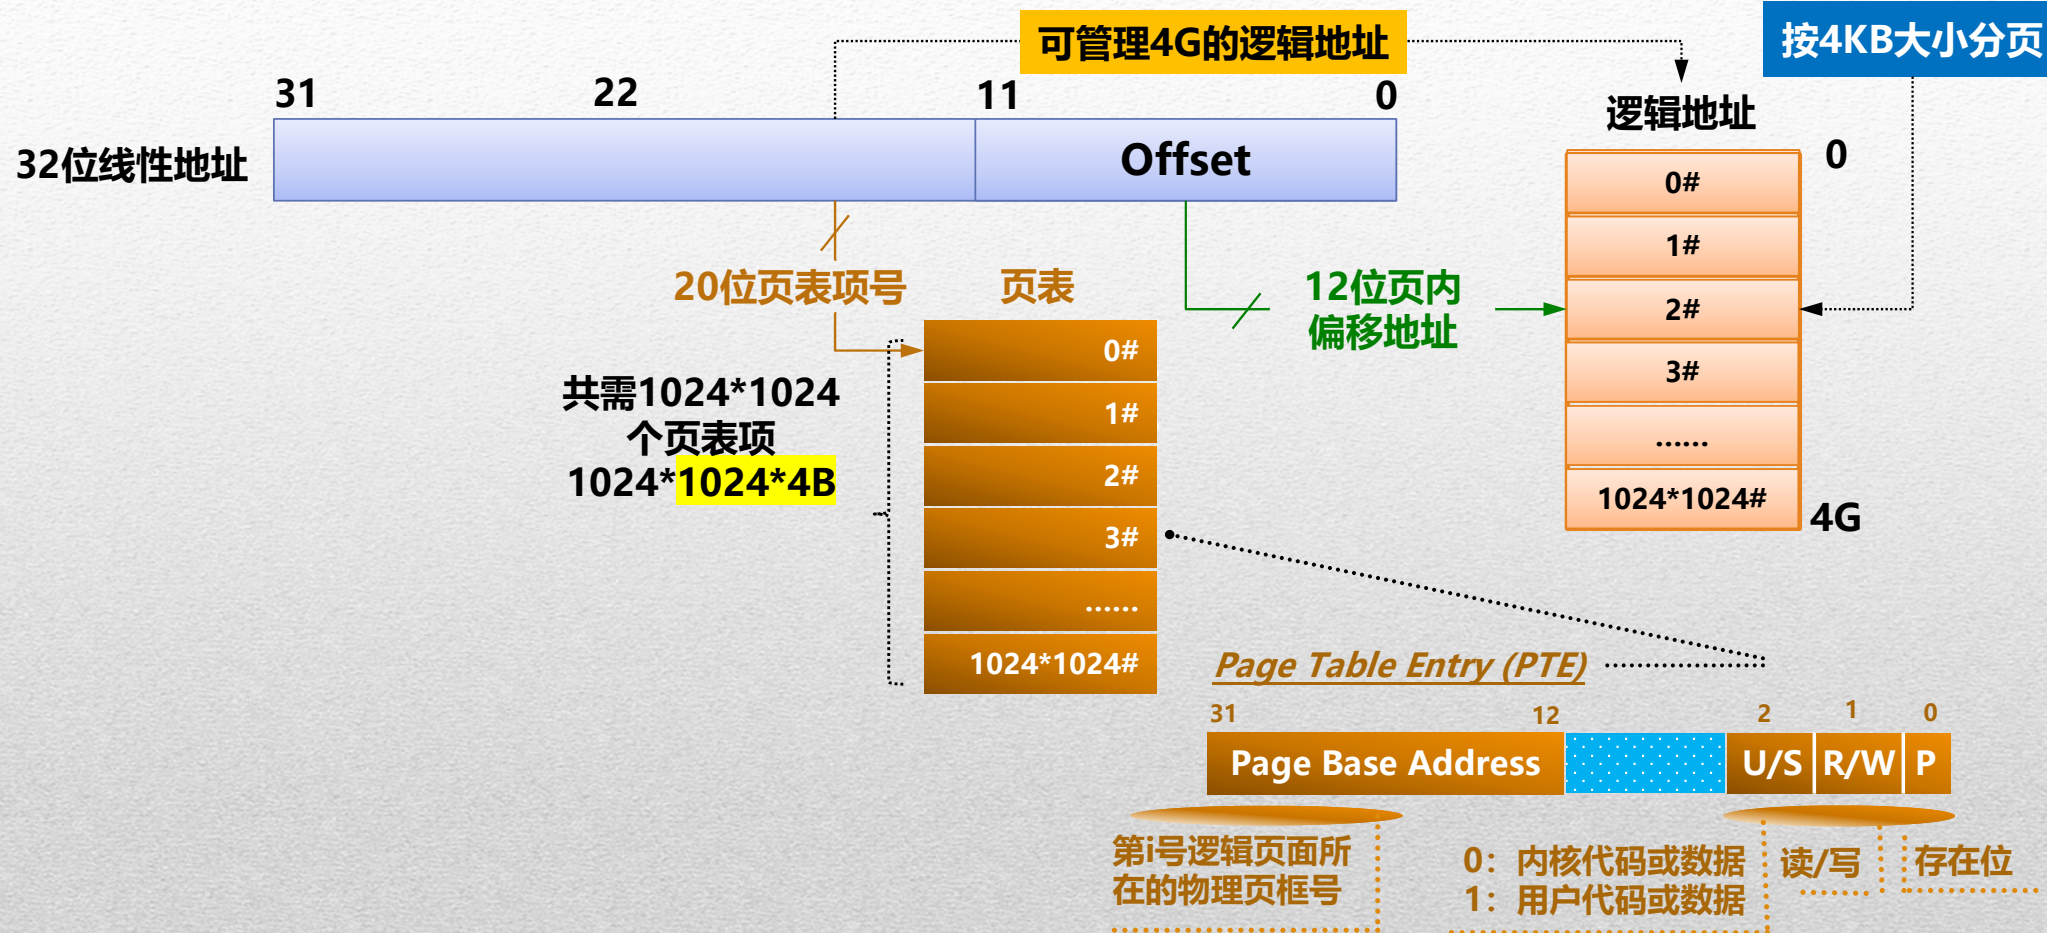 可管理4G的逻辑地址
按4KB大小分页
31
22
11
0
32位线性地址
Offset
逻辑地址
0
0#
1#
2#
3#
......
1024*1024#
4G
20位页表项号
页表
12位页内
偏移地址
0#
1#
2#
3#
......
1024*1024#
共需1024*1024
个页表项
1024*1024*4B
Page Table Entry (PTE)
31
12
2
1
0
Page Base Address
U/S
R/W
P
第i号逻辑页面所
在的物理页框号
0：内核代码或数据
1：用户代码或数据
读/写
存在位